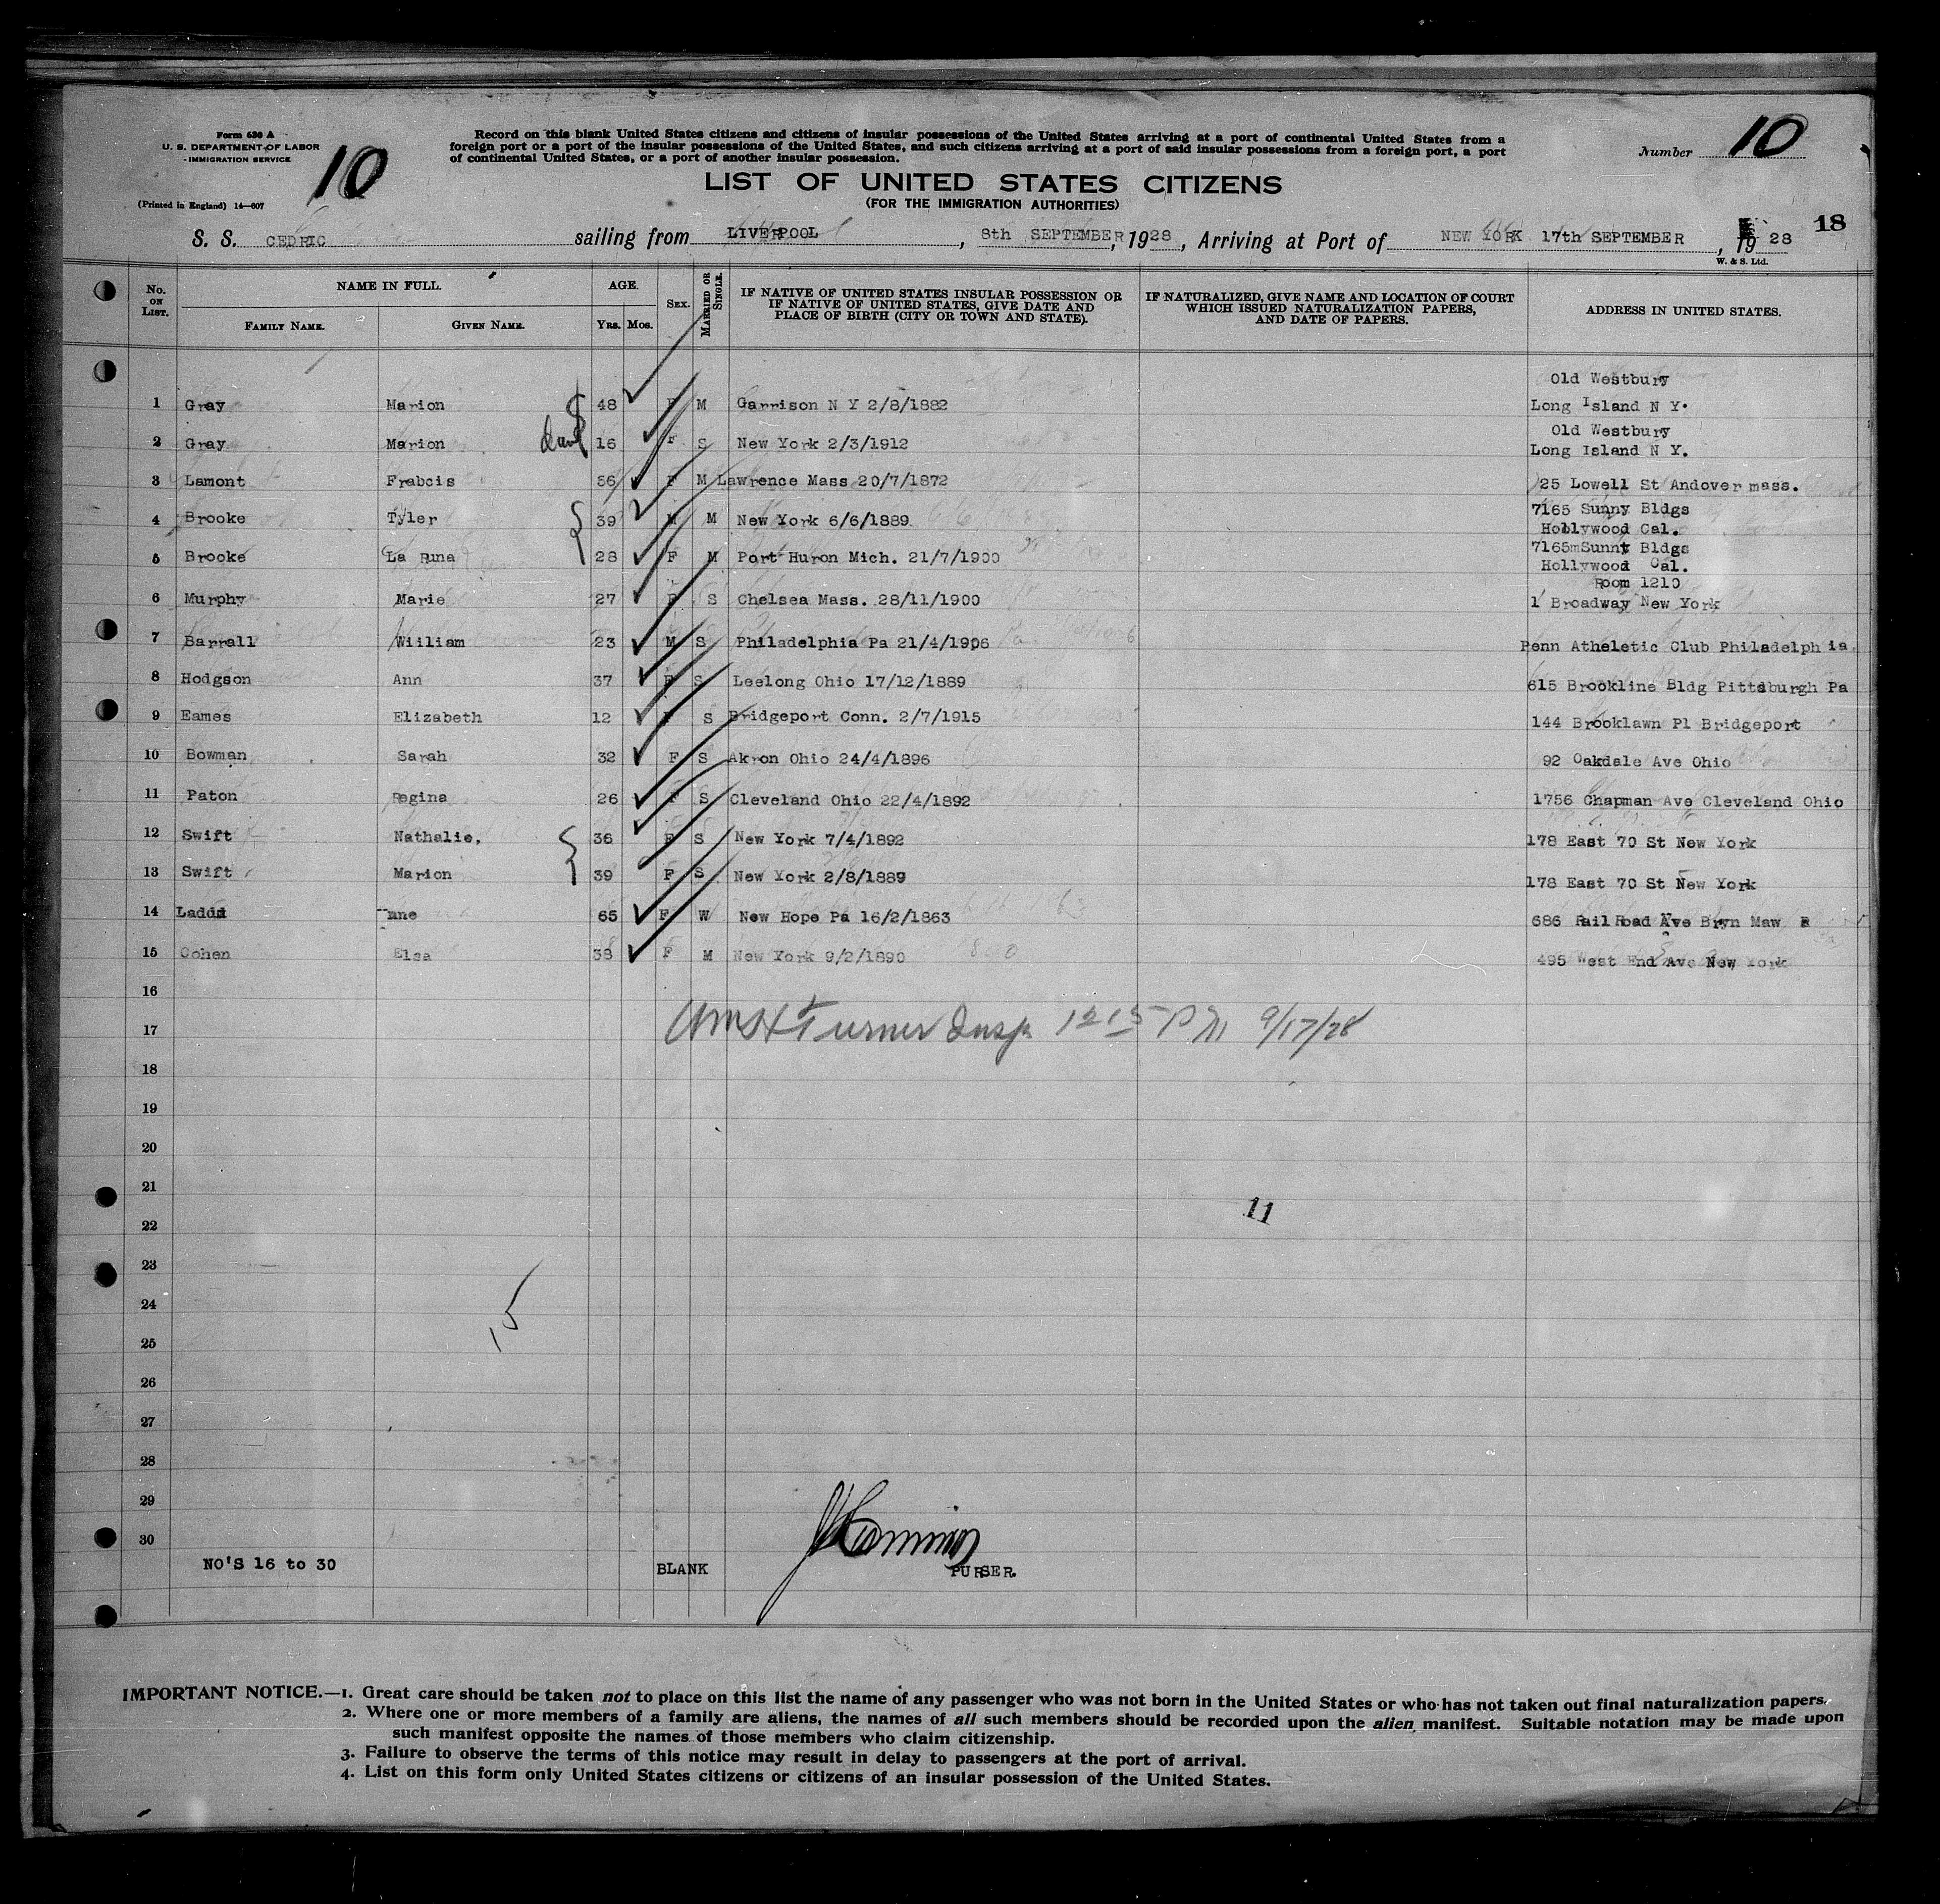 Form 630 A
U. S. DEPARTMENT OF LABOR
IMMIGRATION SERVICE
(Printed in England) 14—607
10
Record on this blank United States citizens and citizens of insular possessions of the United States arriving at a port of continental United States from a
foreign port or a port of the insular possessions of the United States, and such citizens arriving at a port of said insular possessions from a foreign port, a port
of continental United States, or a port of another insular possession.
Number 10
LIST OF UNITED STATES CITIZENS
(FOR THE IMMIGRATION AUTHORITIES)
18
S. S. CEDRIC sailing from LIVERPOOL, 8th SEPTEMBER, 1928, Arriving at Port of NEW YORK 17th SEPTEMBER, 1928
W. & S. Ltd.
No. ON LIST. NAME IN FULL. FAMILY NAME. GIVEN NAME. AGE. YRS. MOS. SEX. MARRIED OR SINGLE. IF NATIVE OF UNITED STATES INSULAR POSSESSION OR IF NATIVE OF UNITED STATES, GIVE DATE AND PLACE OF BIRTH (CITY OR TOWN AND STATE). IF NATURALIZED, GIVE NAME AND LOCATION OF COURT WHICH ISSUED NATURALIZATION PAPERS, AND DATE OF PAPERS. ADDRESS IN UNITED STATES.
Old Westbury
1 Gray Marion 48 F M Garrison N Y 2/8/1882 Long Island N Y.
Old Westbury
2 Gray Marion 16 F S New York 2/3/1912 Long Island N Y.
3 Lamont Frabcis 56 F M Lawrence Mass 20/7/1872 25 Lowell St Andover mass.
4 Brooke Tyler 39 M M New York 6/6/1889 7165 Sunny Bldgs
Hollywood Cal.
5 Brooke La Runa 28 F M Port Huron Mich. 21/7/1900 7165mSunny Bldgs
Hollywood Cal.
Room 1210
6 Murphy Marie 27 F S Chelsea Mass. 28/11/1900 1 Broadway New York
7 Barrall Wiiliam 23 M S Philadelphia Pa 21/4/1906 Penn Atheletic Club Philadelphia
8 Hodgson Ann 37 F S Leelong Ohio 17/12/1889 615 Brookline Bldg Pittsburgh Pa
9 Eames Elizabeth 12 F S Bridgeport Conn. 2/7/1915 144 Brooklawn Pl Bridgeport
10 Bowman Sarah 32 F S Akron Ohio 24/4/1896 92 Oakdale Ave Ohio
11 Paton Regina 26 F S Cleveland Ohio 22/4/1892 1756 Chapman Ave Cleveland Ohio
12 Swift Nathalie. 36 F S New York 7/4/1892 178 East 70 St New York
13 Swift Marion 39 F S New York 2/8/1889 178 East 70 St New York
14 Ladd 65 F W New Hope Pa 16/2/1863 686 Rail Road Ave Bryn Maw
15 Cohen Elsa 38 F M New York 9/2/1890 495 West End Ave New York
16
17 Wm H Turner Insp 1215 PM 9/17/28
18
19
20
21
11
22
23
24
15
25
26
27
28
29
30
NO'S 16 to 30 BLANK PURSER.
IMPORTANT NOTICE.—1. Great care should be taken not to place on this list the name of any passenger who was not born in the United States or who has not taken out final naturalization papers.
2. Where one or more members of a family are aliens, the names of all such members should be recorded upon the alien manifest. Suitable notation may be made upon
such manifest opposite the names of those members who claim citizenship.
3. Failure to observe the terms of this notice may result in delay to passengers at the port of arrival.
4. List on this form only United States citizens or citizens of an insular possession of the United States.